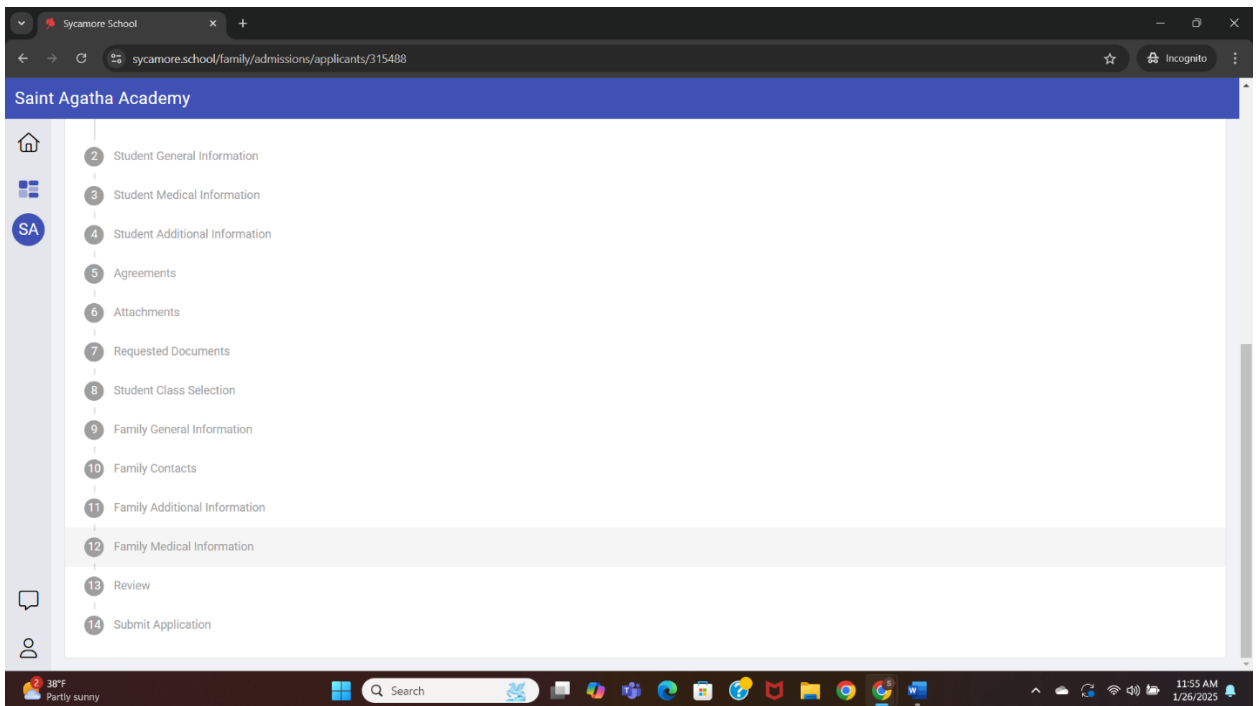 Sycamore School
sycamore.school/family/admissions/applicants/315488
Incognito
Saint Agatha Academy
SA
2 Student General Information
3 Student Medical Information
4 Student Additional Information
5 Agreements
6 Attachments
7 Requested Documents
8 Student Class Selection
9 Family General Information
10 Family Contacts
11 Family Additional Information
12 Family Medical Information
13 Review
14 Submit Application
2
38°F
Partly sunny
Search
S
11:55 AM
1/26/2025